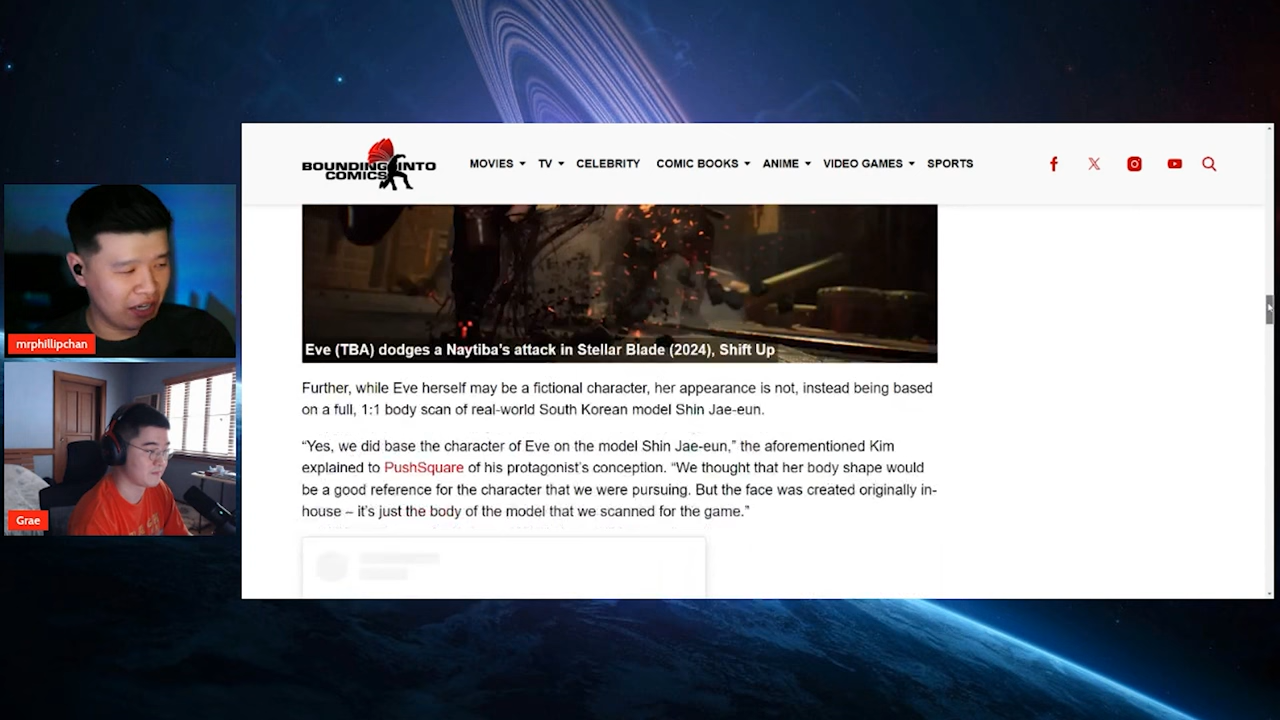 BOUNDING INTO
COMICS
MOVIES TV CELEBRITY COMIC BOOKS ANIME VIDEO GAMES SPORTS
mrphillipchan
Grae
Eve (TBA) dodges a Naytiba's attack in Stellar Blade (2024), Shift Up
Further, while Eve herself may be a fictional character, her appearance is not, instead being based
on a full, 1:1 body scan of real-world South Korean model Shin Jae-eun.
“Yes, we did base the character of Eve on the model Shin Jae-eun,” the aforementioned Kim
explained to PushSquare of his protagonist’s conception. “We thought that her body shape would
be a good reference for the character that we were pursuing. But the face was created originally in-
house – it’s just the body of the model that we scanned for the game.”